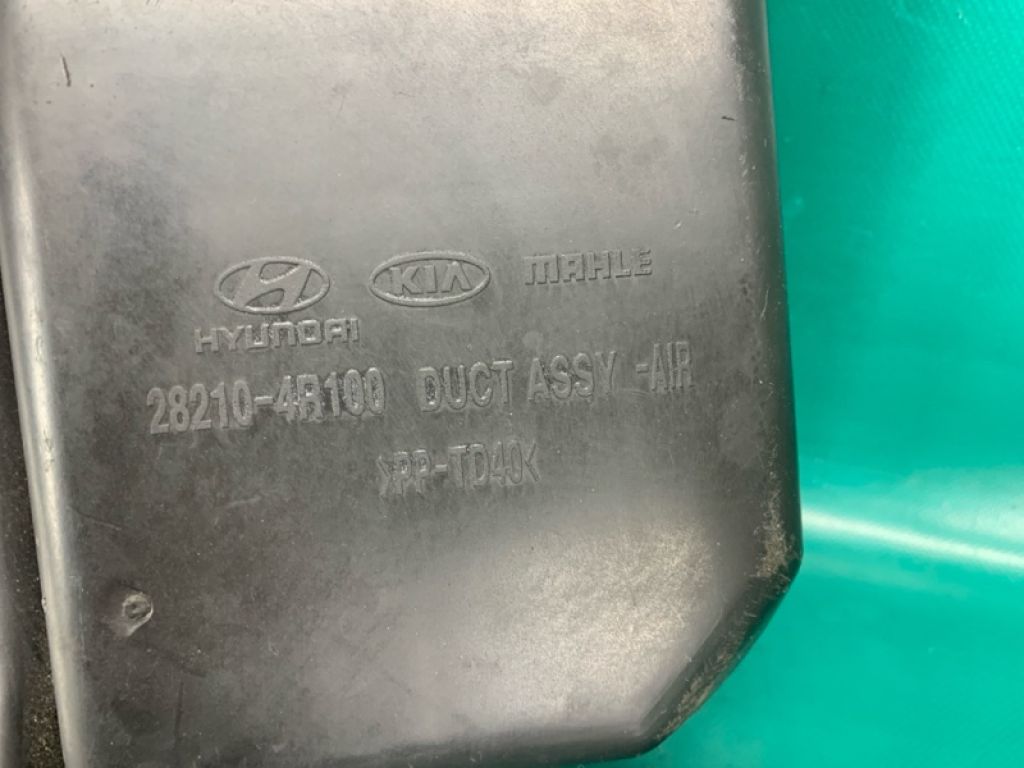 KIA MAHLE
HYUNDAI
28210-4R100 DUCT ASSY -AIR
>PP-TD40<